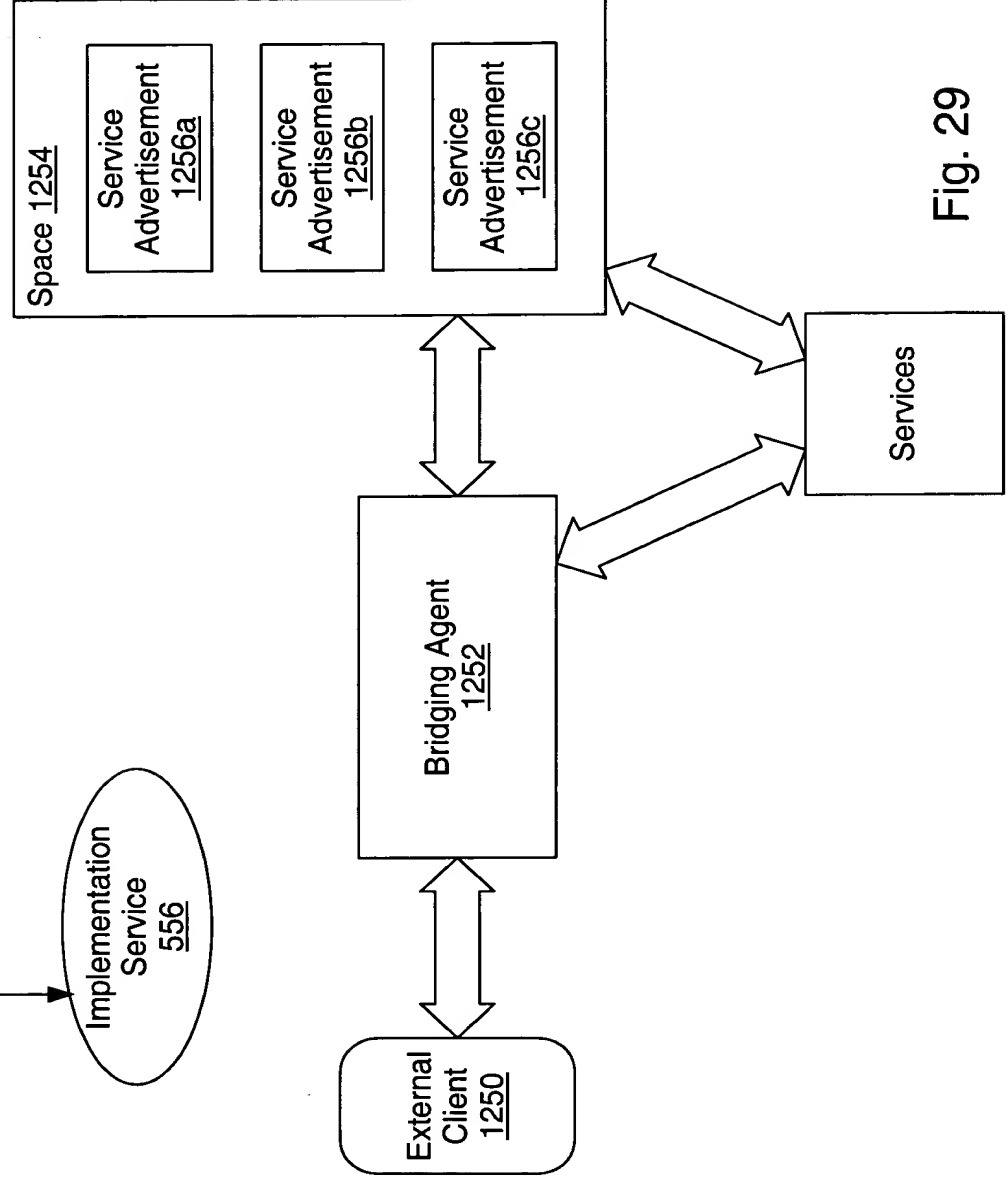 Implementation
Service
556
External
Client
1250
Bridging Agent
1252
Space 1254
Service
Advertisement
1256a
Service
Advertisement
1256b
Service
Advertisement
1256c
Services
Fig. 29